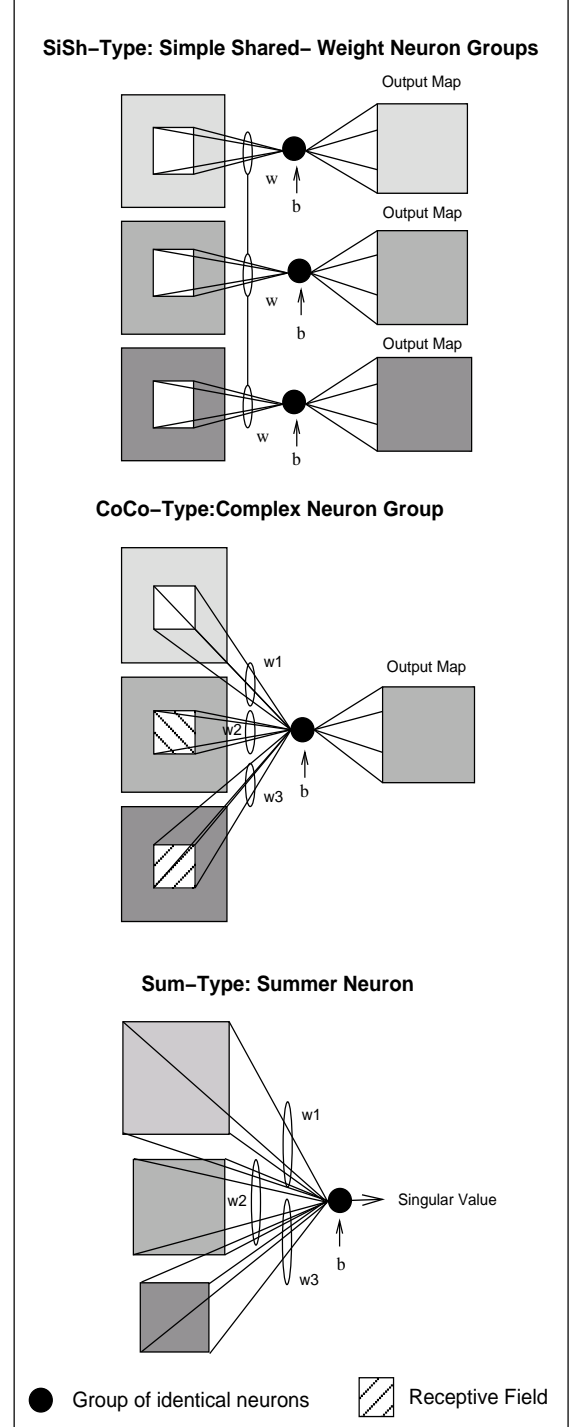 SiSh–Type: Simple Shared– Weight Neuron Groups
Output Map
w
b
Output Map
w
b
Output Map
w
b
CoCo–Type:Complex Neuron Group
w1
Output Map
w2
b
w3
Sum–Type: Summer Neuron
w1
w2
Singular Value
b
w3
Group of identical neurons
Receptive Field